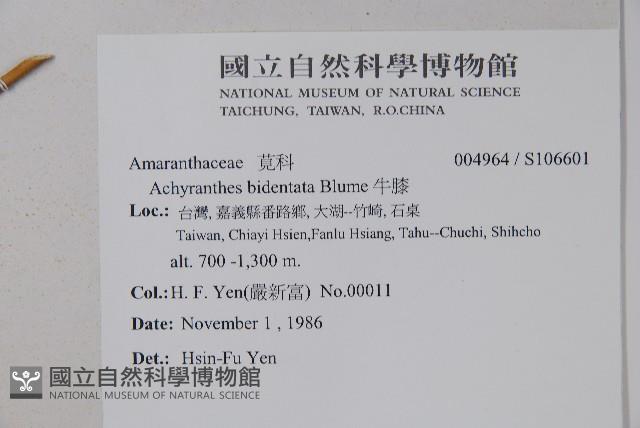 國立自然科學博物館
NATIONAL MUSEUM OF NATURAL SCIENCE
TAICHUNG, TAIWAN, R.O.CHINA
Amaranthaceae 莧科 004964 / S106601
Achyranthes bidentata Blume 牛膝
Loc.: 台灣, 嘉義縣番路鄉, 大湖--竹崎, 石桌
Taiwan, Chiayi Hsien,Fanlu Hsiang, Tahu--Chuchi, Shihcho
alt. 700 -1,300 m.
Col.: H. F. Yen(嚴新富) No.00011
Date: November 1 , 1986
Det.: Hsin-Fu Yen
國立自然科學博物館
NATIONAL MUSEUM OF NATURAL SCIENCE